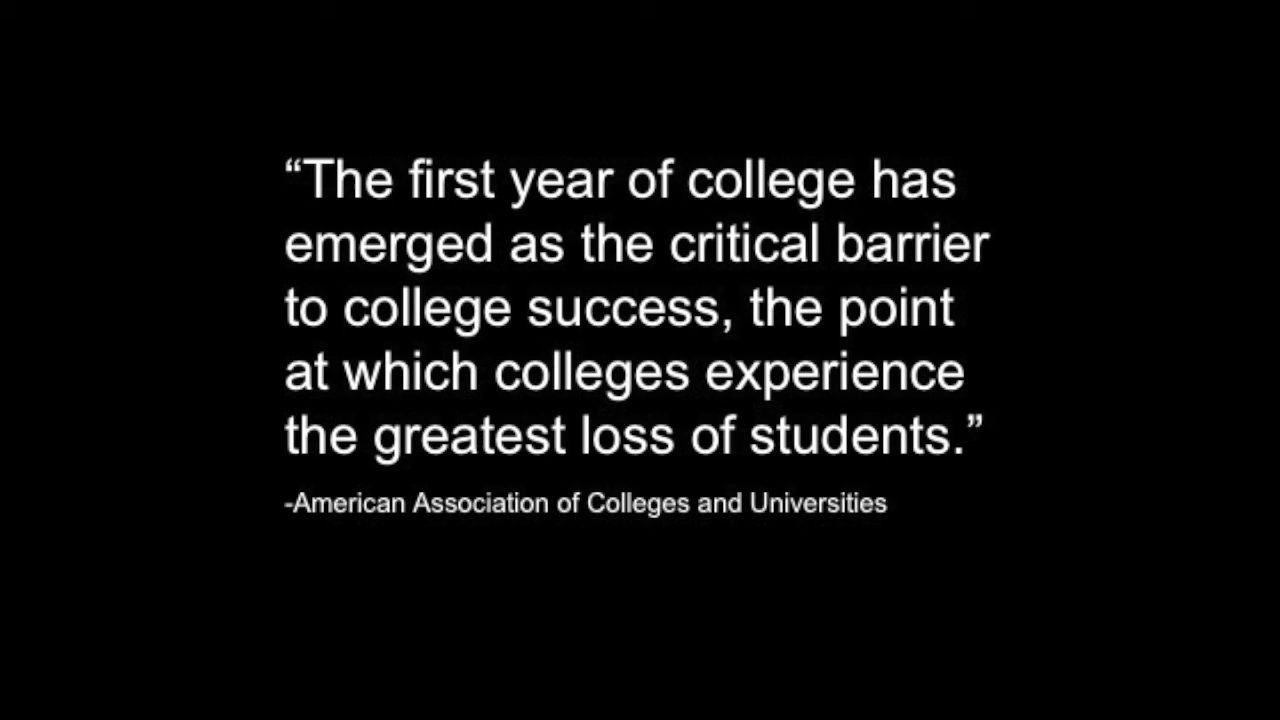 “The first year of college has
emerged as the critical barrier
to college success, the point
at which colleges experience
the greatest loss of students.”
-American Association of Colleges and Universities